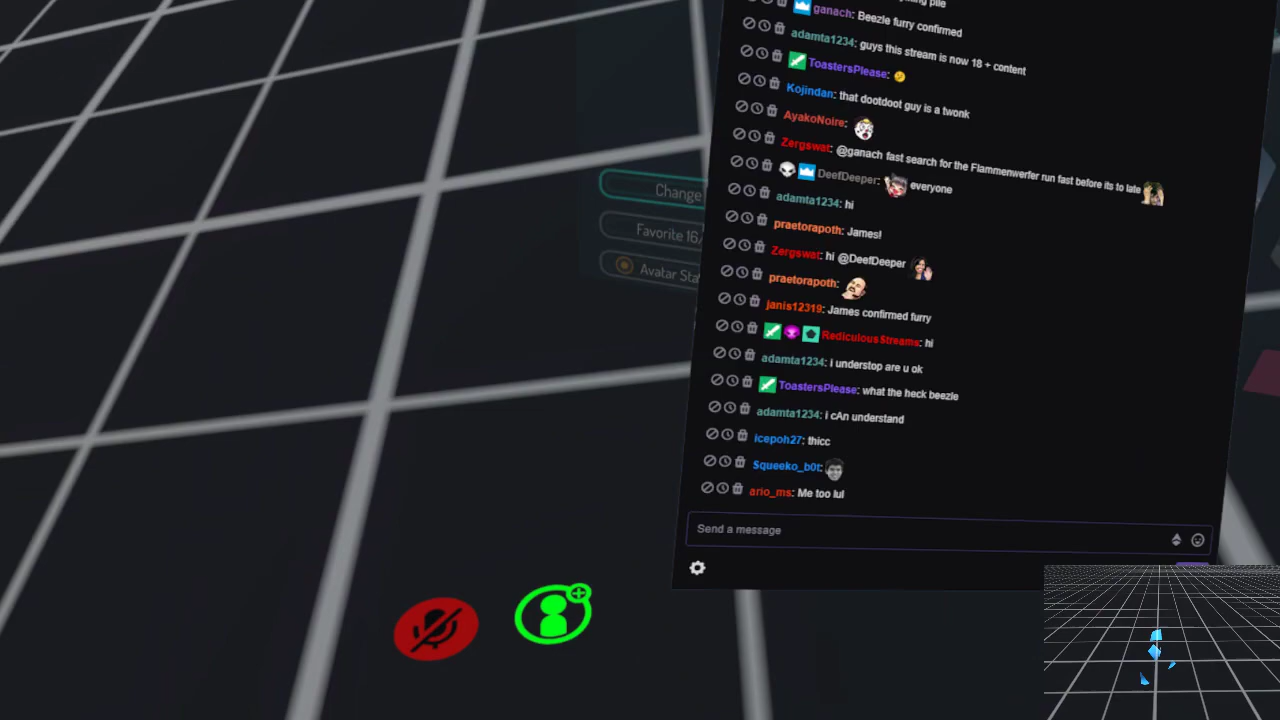 pile
ganach: Beezle furry confirmed
adamta1234: guys this stream is now 18 + content
ToastersPlease:
Kojindan: that dootdoot guy is a twonk
AyakoNoire:
Zergswat: @ganach fast search for the Flammenwerfer run fast before its to late
DeefDeeper: everyone
adamta1234: hi
praetorapoth: James!
Zergswat: hi @DeefDeeper
praetorapoth:
janis12319: James confirmed furry
RediculousStreams: hi
adamta1234: i understop are u ok
ToastersPlease: what the heck beezle
adamta1234: i cAn understand
icepoh27: thicc
Squeeko_b0t:
ario_ms: Me too lul
Send a message
Change
Favorite 16/
Avatar Sta